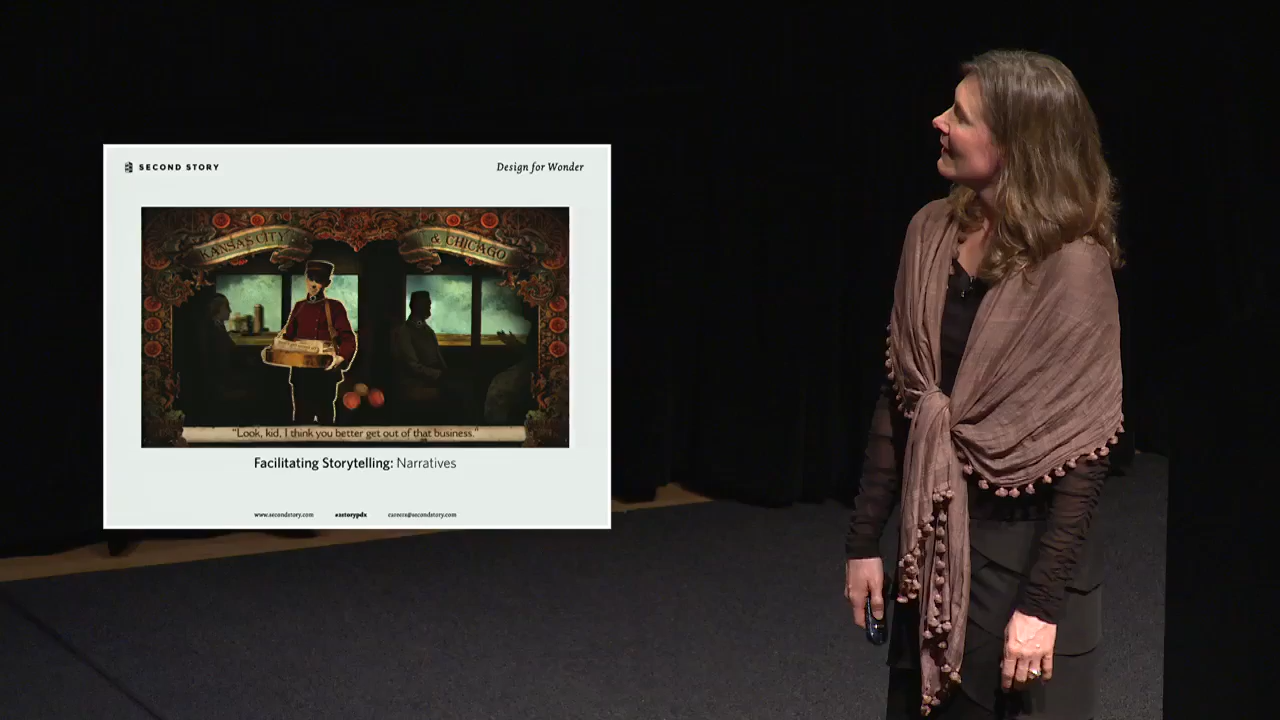 SECOND STORY
Design for Wonder
KANSAS CITY
& CHICAGO
"Look, kid, I think you better get out of that business."
Facilitating Storytelling: Narratives
www.secondstory.com
#sstorypdx
careers@secondstory.com